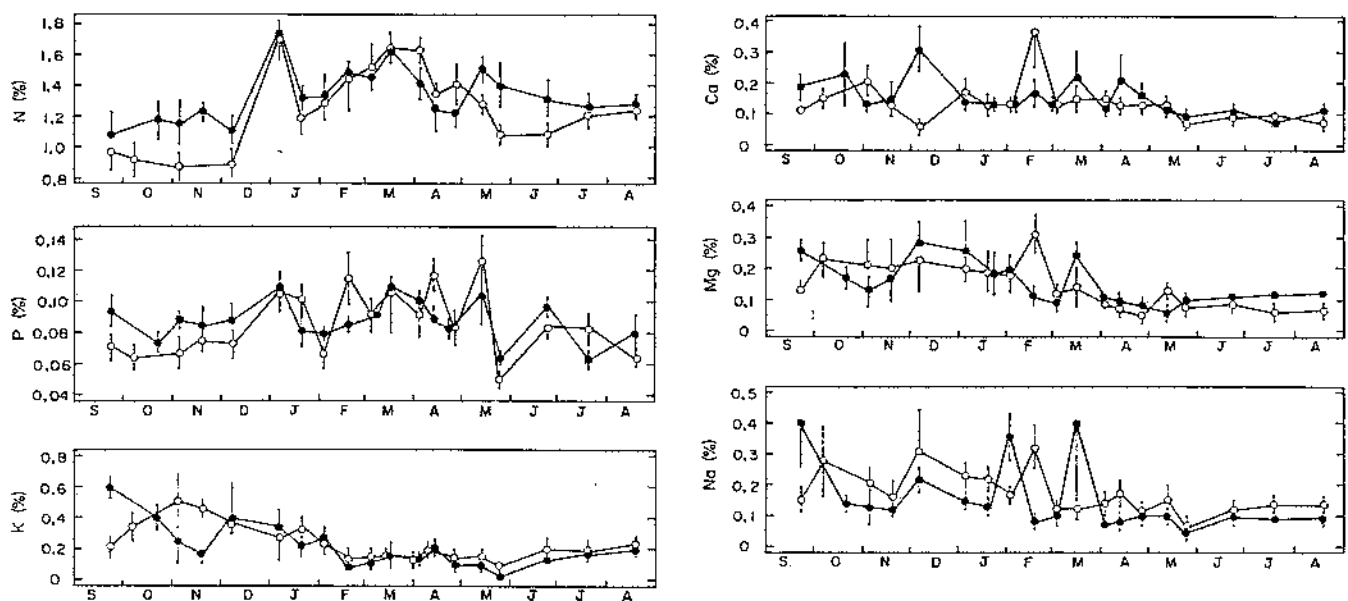 N (%)
1,8
1,6
1,4
1,2
1,0
0,8
S O N D J F M A M J J A
P (%)
0,14
0,12
0,10
0,08
0,06
0,04
S O N D J F M A M J J A
K (%)
0,8
0,6
0,4
0,2
0
S O N D J F M A M J J A
Ca (%)
0,4
0,3
0,2
0,1
0
S O N D J F M A M J J A
Mg (%)
0,4
0,3
0,2
0,1
0
S O N D J F M A M J J A
Na (%)
0,5
0,4
0,3
0,2
0,1
0
S O N D J F M A M J J A